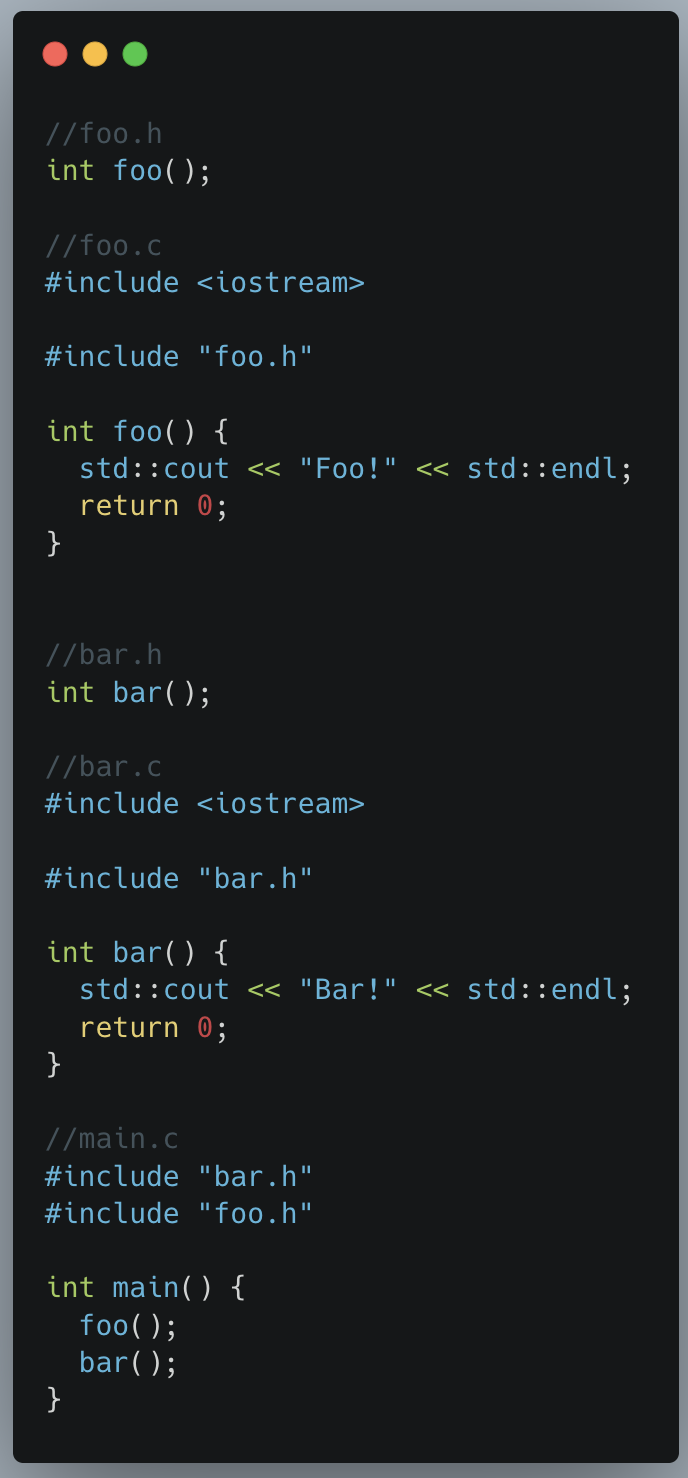 //foo.h
int foo();
//foo.c
#include <iostream>
#include "foo.h"
int foo() {
  std::cout << "Foo!" << std::endl;
  return 0;
}
//bar.h
int bar();
//bar.c
#include <iostream>
#include "bar.h"
int bar() {
  std::cout << "Bar!" << std::endl;
  return 0;
}
//main.c
#include "bar.h"
#include "foo.h"
int main() {
  foo();
  bar();
}